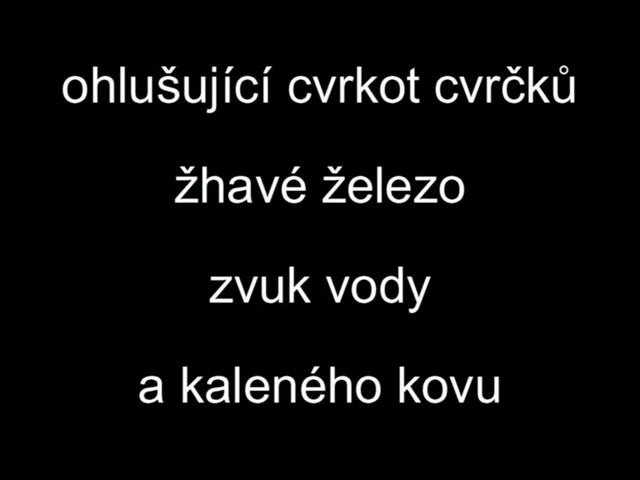 ohlušující cvrkot cvrčků
žhavé železo
zvuk vody
a kaleného kovu